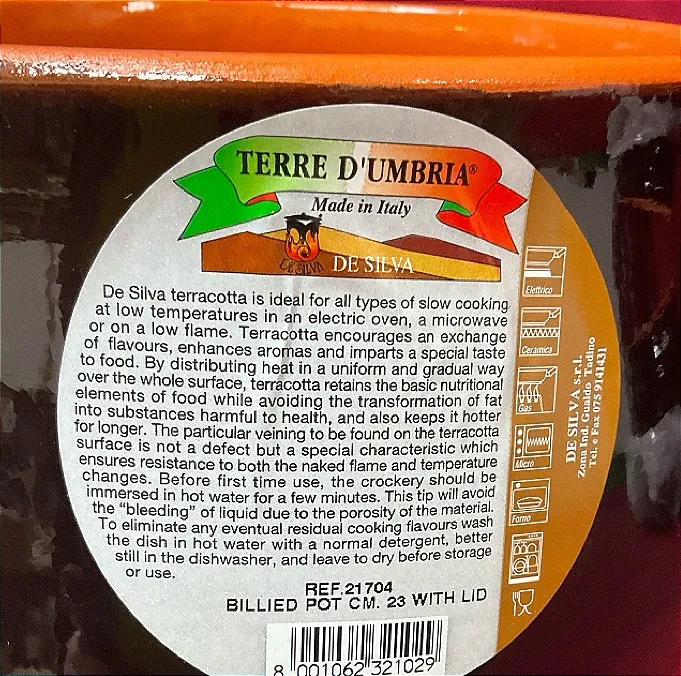 TERRE D'UMBRIA®
Made in Italy
DE SILVA
DE SILVA
De Silva terracotta is ideal for all types of slow cooking
at low temperatures in an electric oven, a microwave
or on a low flame. Terracotta encourages an exchange
of flavours, enhances aromas and imparts a special taste
to food. By distributing heat in a uniform and gradual way
over the whole surface, terracotta retains the basic nutritional
elements of food while avoiding the transformation of fat
into substances harmful to health, and also keeps it hotter
for longer. The particular veining to be found on the terracotta
surface is not a defect but a special characteristic which
ensures resistance to both the naked flame and temperature
changes. Before first time use, the crockery should be
immersed in hot water for a few minutes. This tip will avoid
the "bleeding" of liquid due to the porosity of the material.
To eliminate any eventual residual cooking flavours wash
the dish in hot water with a normal detergent, better
still in the dishwasher, and leave to dry before storage
or use.
REF.21704
BILLIED POT CM. 23 WITH LID
8 001062 321029
Elettrico
Ceramica
Gas
Micro
Forno
DE SILVA s.r.l.
Zona Ind. Gualdo Tadino
Tel. e Fax 075 9141431